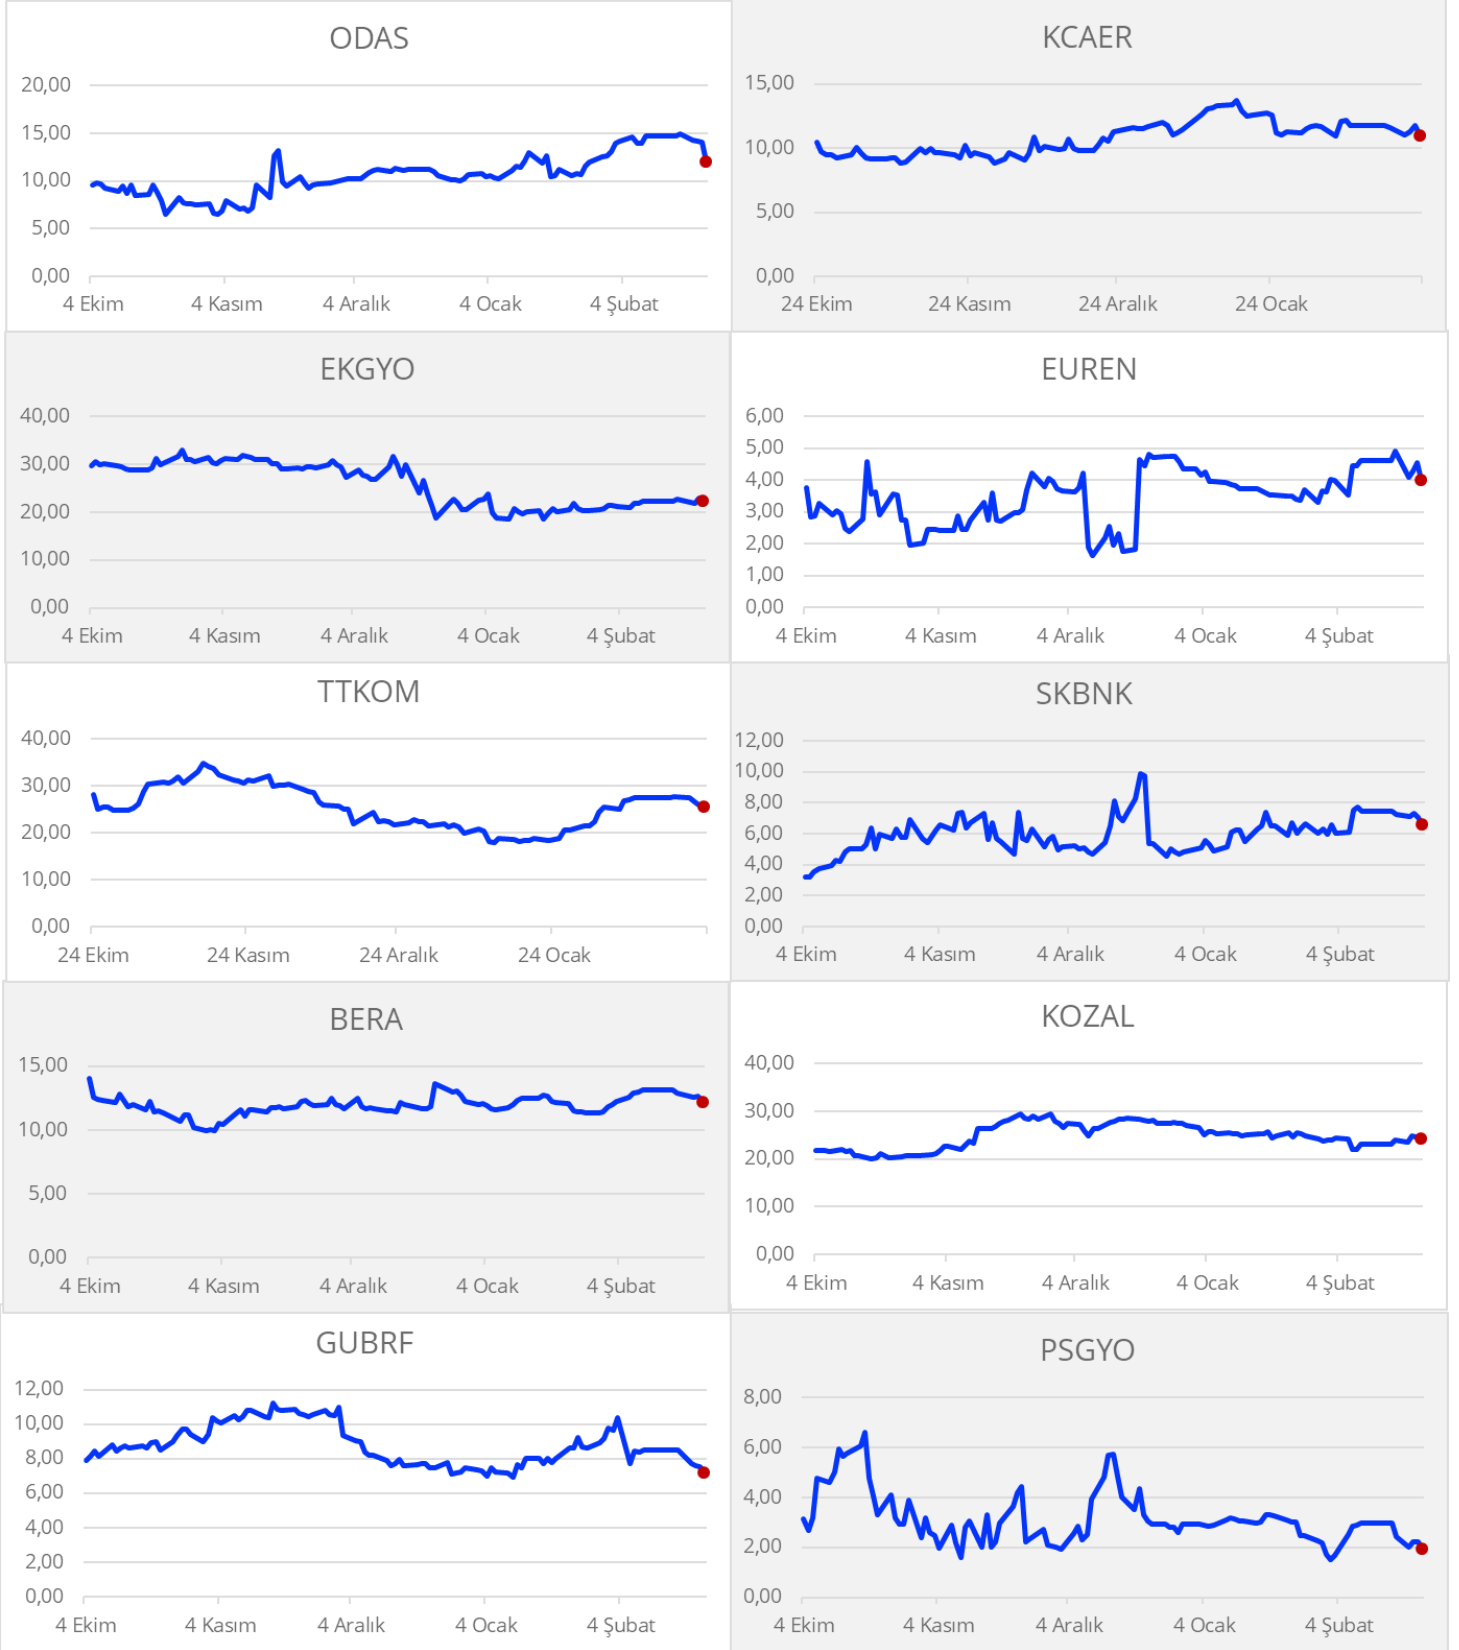 ODAS
20,00
15,00
10,00
5,00
0,00
4 Ekim 4 Kasım 4 Aralık 4 Ocak 4 Şubat
KCAER
15,00
10,00
5,00
0,00
24 Ekim 24 Kasım 24 Aralık 24 Ocak
EKGYO
40,00
30,00
20,00
10,00
0,00
4 Ekim 4 Kasım 4 Aralık 4 Ocak 4 Şubat
EUREN
6,00
5,00
4,00
3,00
2,00
1,00
0,00
4 Ekim 4 Kasım 4 Aralık 4 Ocak 4 Şubat
TTKOM
40,00
30,00
20,00
10,00
0,00
24 Ekim 24 Kasım 24 Aralık 24 Ocak
SKBNK
12,00
10,00
8,00
6,00
4,00
2,00
0,00
4 Ekim 4 Kasım 4 Aralık 4 Ocak 4 Şubat
BERA
15,00
10,00
5,00
0,00
4 Ekim 4 Kasım 4 Aralık 4 Ocak 4 Şubat
KOZAL
40,00
30,00
20,00
10,00
0,00
4 Ekim 4 Kasım 4 Aralık 4 Ocak 4 Şubat
GUBRF
12,00
10,00
8,00
6,00
4,00
2,00
0,00
4 Ekim 4 Kasım 4 Aralık 4 Ocak 4 Şubat
PSGYO
8,00
6,00
4,00
2,00
0,00
4 Ekim 4 Kasım 4 Aralık 4 Ocak 4 Şubat